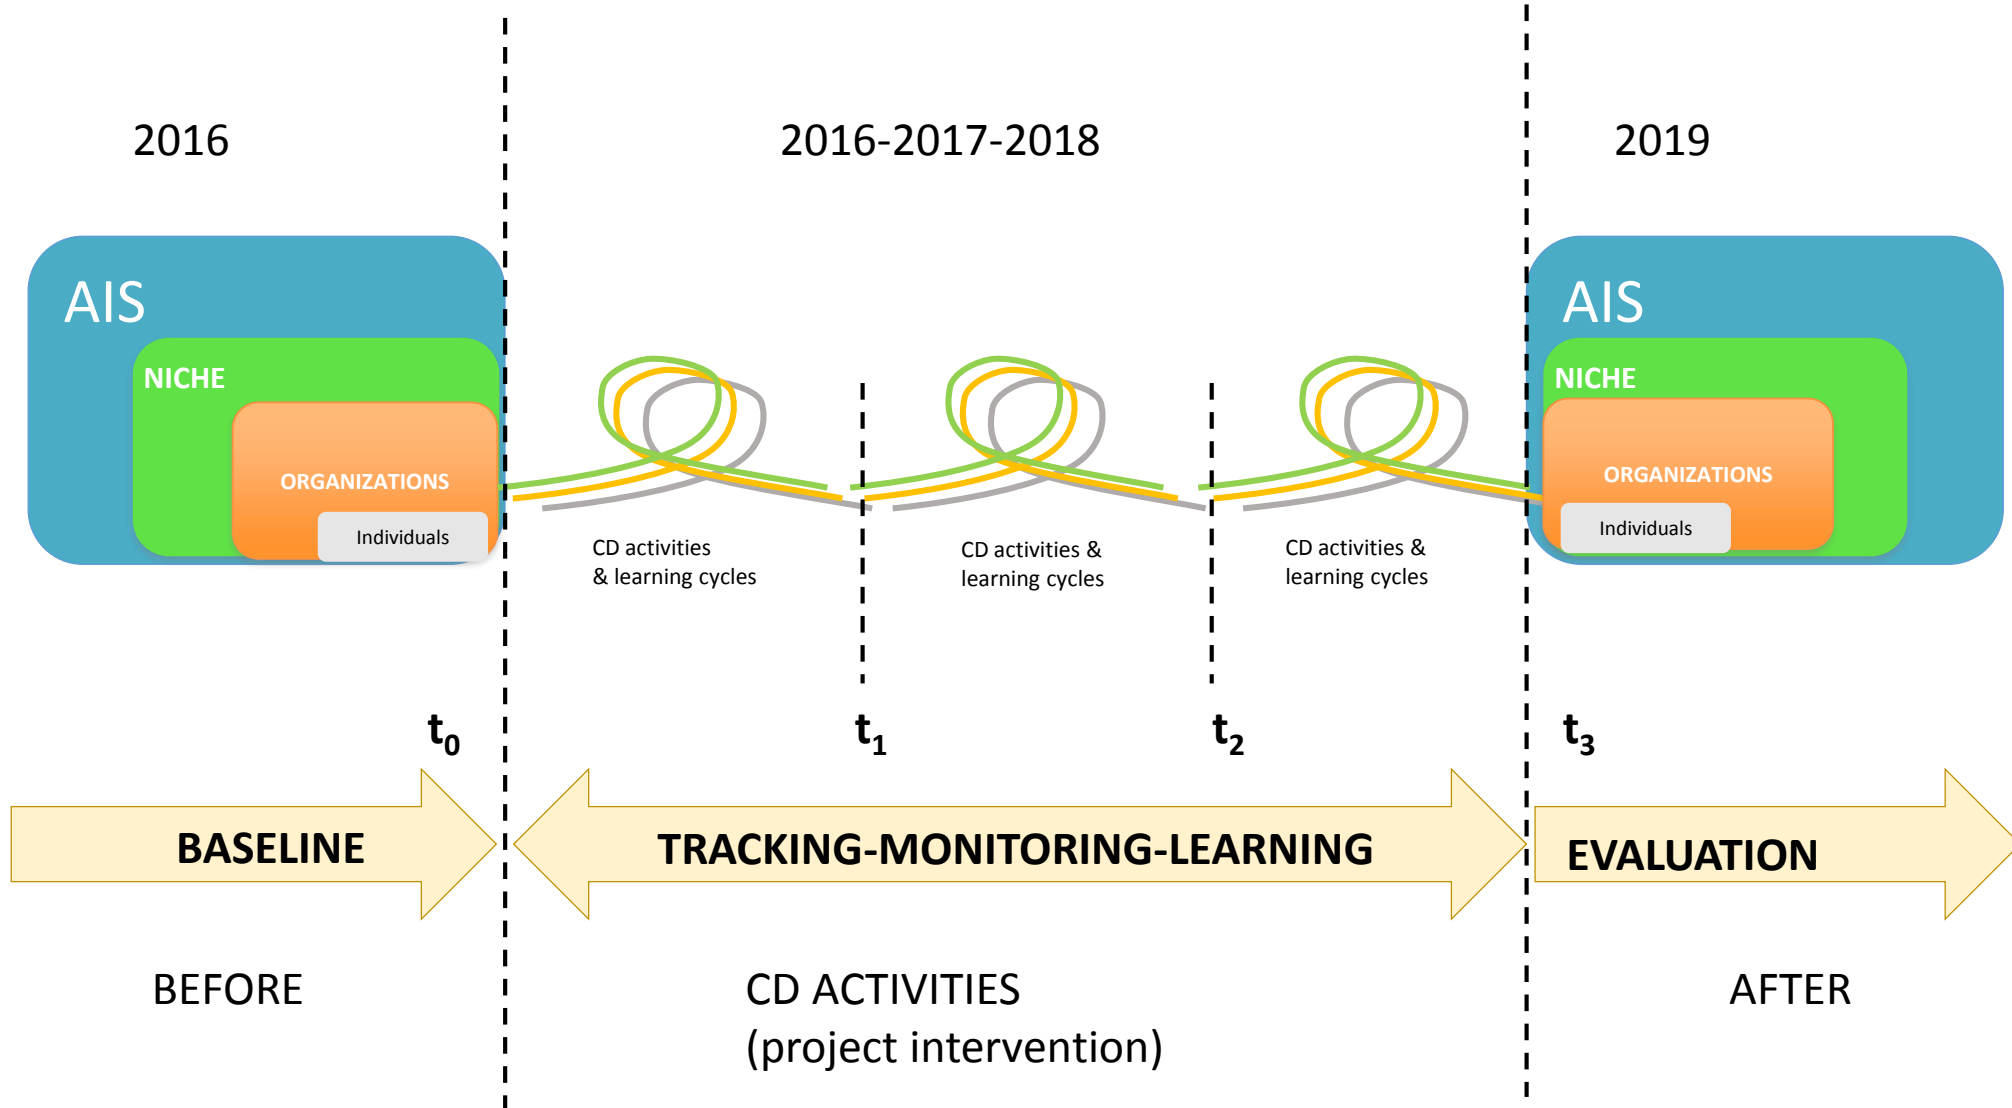 2016
2016-2017-2018
2019
AIS
NICHE
ORGANIZATIONS
Individuals
CD activities
& learning cycles
CD activities &
learning cycles
CD activities &
learning cycles
AIS
NICHE
ORGANIZATIONS
Individuals
t0
t1
t2
t3
BASELINE
TRACKING-MONITORING-LEARNING
EVALUATION
BEFORE
CD ACTIVITIES
(project intervention)
AFTER